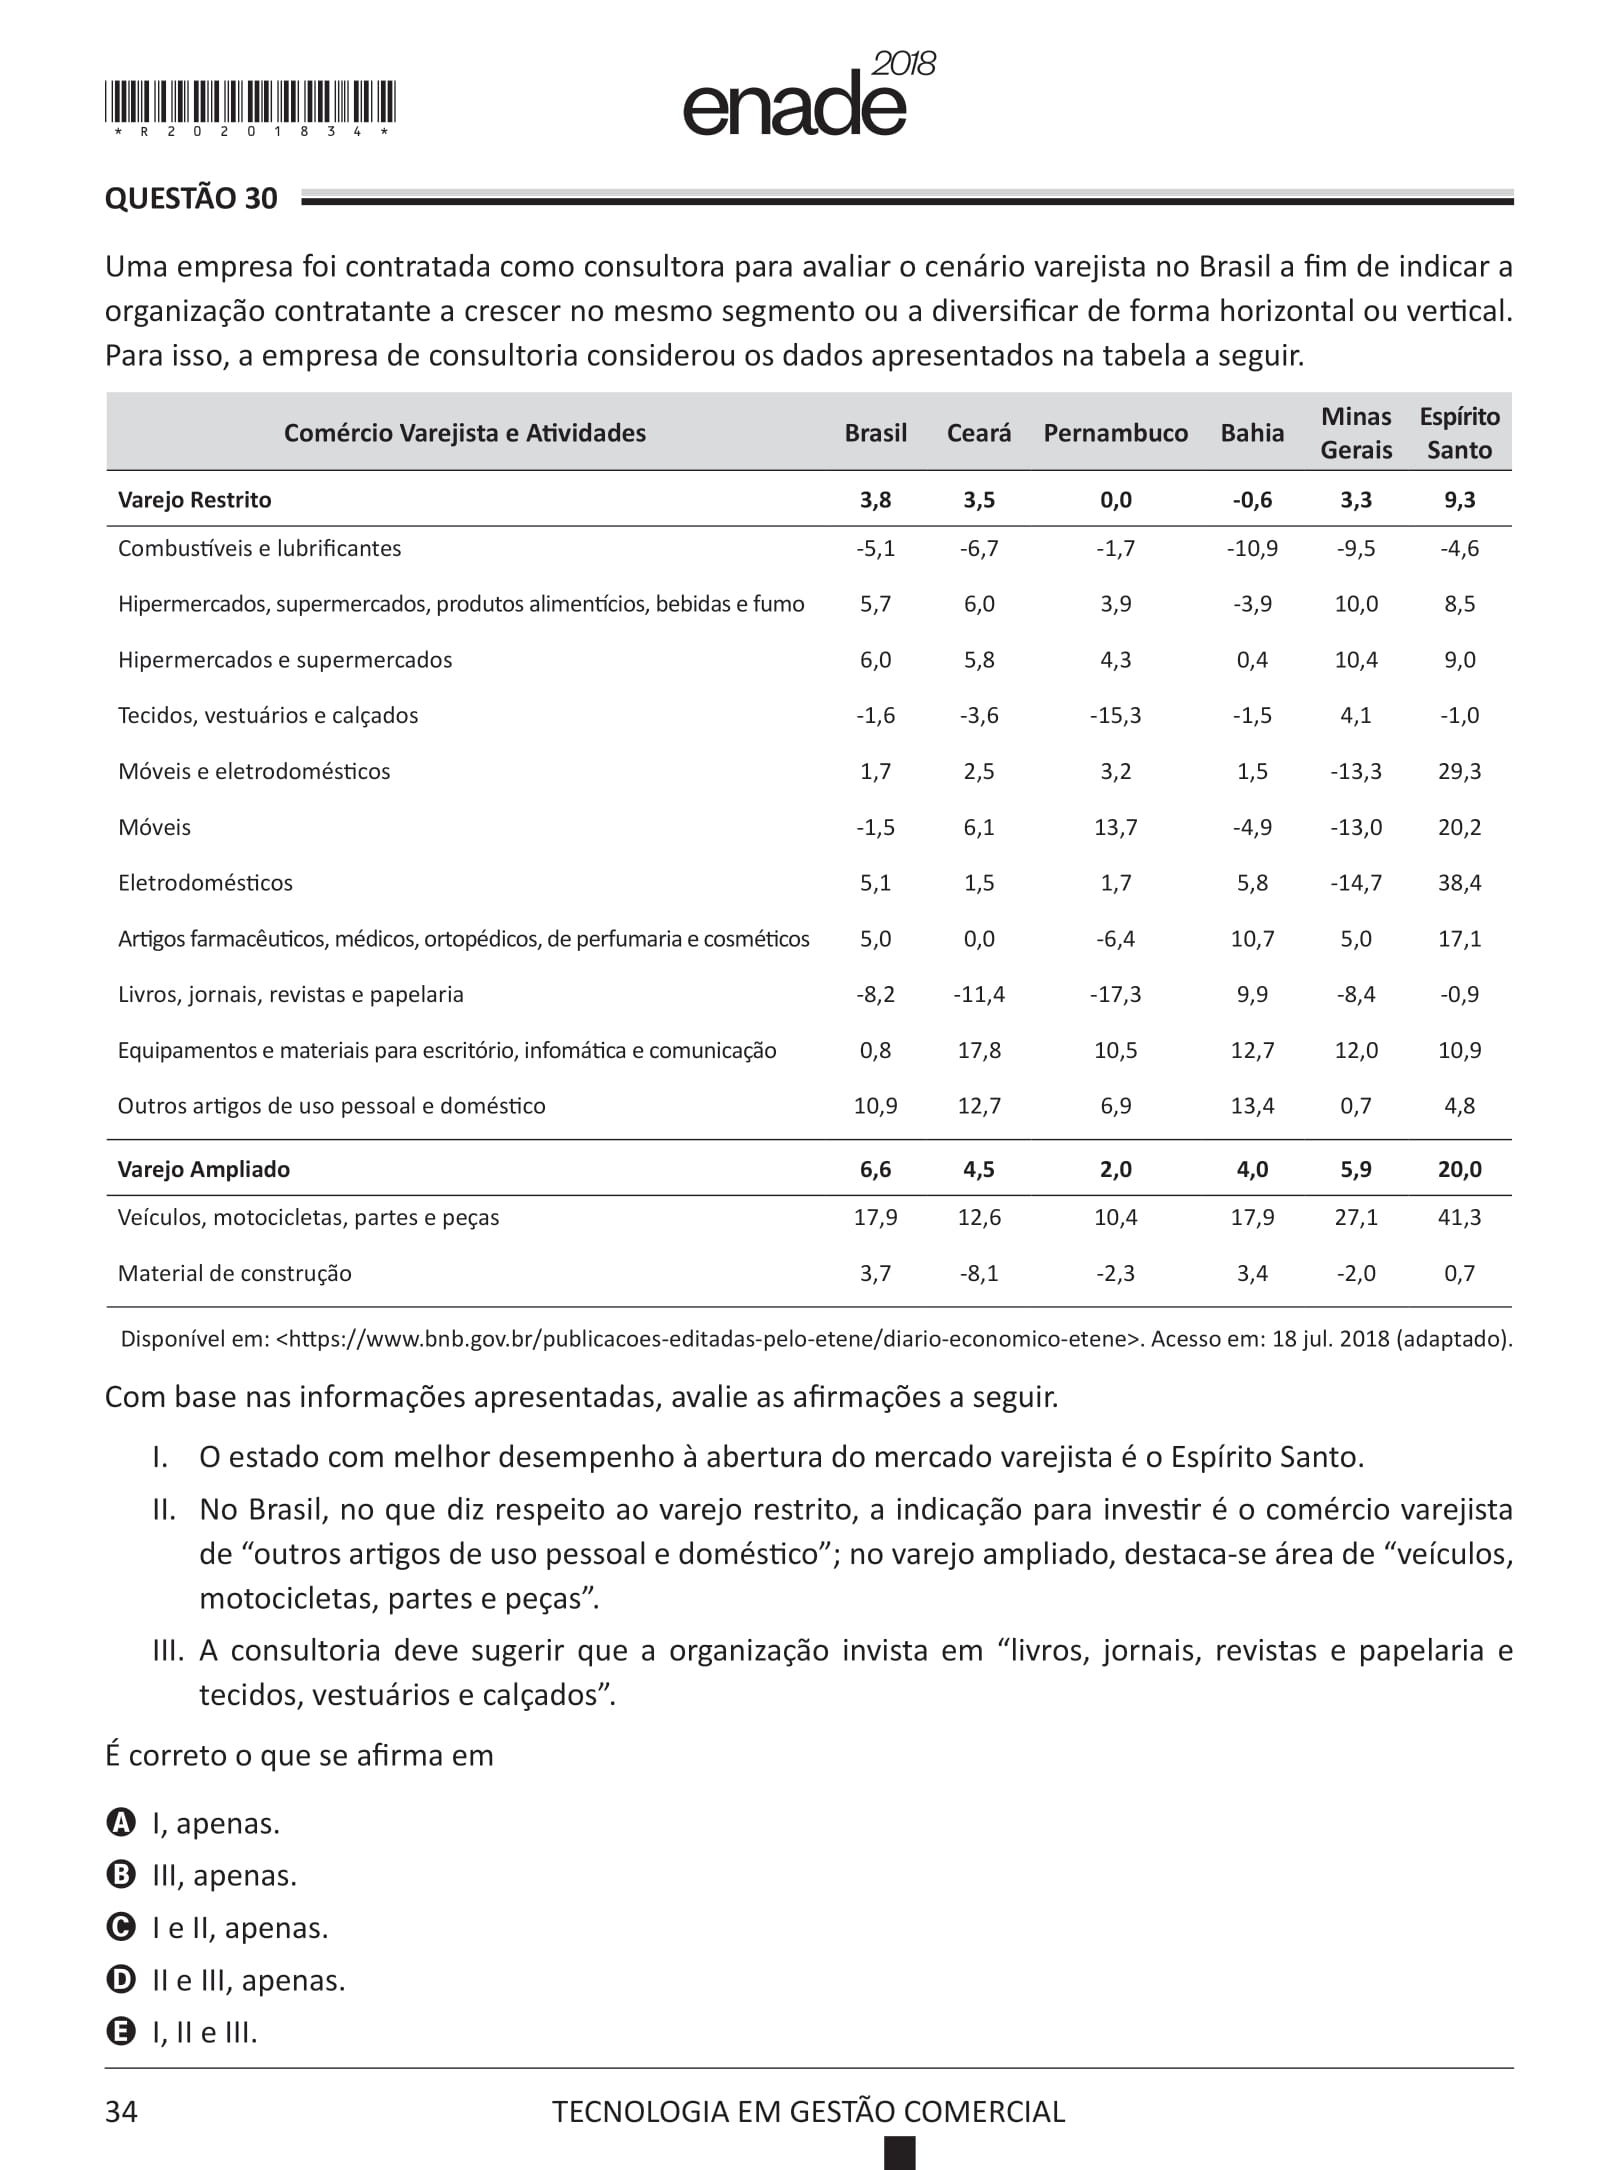 * R 2 0 2 0 1 8 3 4 *
enade 2018
QUESTÃO 30
Uma empresa foi contratada como consultora para avaliar o cenário varejista no Brasil a fim de indicar a
organização contratante a crescer no mesmo segmento ou a diversificar de forma horizontal ou vertical.
Para isso, a empresa de consultoria considerou os dados apresentados na tabela a seguir.
Comércio Varejista e Atividades Brasil Ceará Pernambuco Bahia Minas Gerais Espírito Santo
Varejo Restrito 3,8 3,5 0,0 -0,6 3,3 9,3
Combustíveis e lubrificantes -5,1 -6,7 -1,7 -10,9 -9,5 -4,6
Hipermercados, supermercados, produtos alimentícios, bebidas e fumo 5,7 6,0 3,9 -3,9 10,0 8,5
Hipermercados e supermercados 6,0 5,8 4,3 0,4 10,4 9,0
Tecidos, vestuários e calçados -1,6 -3,6 -15,3 -1,5 4,1 -1,0
Móveis e eletrodomésticos 1,7 2,5 3,2 1,5 -13,3 29,3
Móveis -1,5 6,1 13,7 -4,9 -13,0 20,2
Eletrodomésticos 5,1 1,5 1,7 5,8 -14,7 38,4
Artigos farmacêuticos, médicos, ortopédicos, de perfumaria e cosméticos 5,0 0,0 -6,4 10,7 5,0 17,1
Livros, jornais, revistas e papelaria -8,2 -11,4 -17,3 9,9 -8,4 -0,9
Equipamentos e materiais para escritório, infomática e comunicação 0,8 17,8 10,5 12,7 12,0 10,9
Outros artigos de uso pessoal e doméstico 10,9 12,7 6,9 13,4 0,7 4,8
Varejo Ampliado 6,6 4,5 2,0 4,0 5,9 20,0
Veículos, motocicletas, partes e peças 17,9 12,6 10,4 17,9 27,1 41,3
Material de construção 3,7 -8,1 -2,3 3,4 -2,0 0,7
Disponível em: <https://www.bnb.gov.br/publicacoes-editadas-pelo-etene/diario-economico-etene>. Acesso em: 18 jul. 2018 (adaptado).
Com base nas informações apresentadas, avalie as afirmações a seguir.
I. O estado com melhor desempenho à abertura do mercado varejista é o Espírito Santo.
II. No Brasil, no que diz respeito ao varejo restrito, a indicação para investir é o comércio varejista
de “outros artigos de uso pessoal e doméstico”; no varejo ampliado, destaca-se área de “veículos,
motocicletas, partes e peças”.
III. A consultoria deve sugerir que a organização invista em “livros, jornais, revistas e papelaria e
tecidos, vestuários e calçados”.
É correto o que se afirma em
A I, apenas.
B III, apenas.
C I e II, apenas.
D II e III, apenas.
E I, II e III.
34 TECNOLOGIA EM GESTÃO COMERCIAL